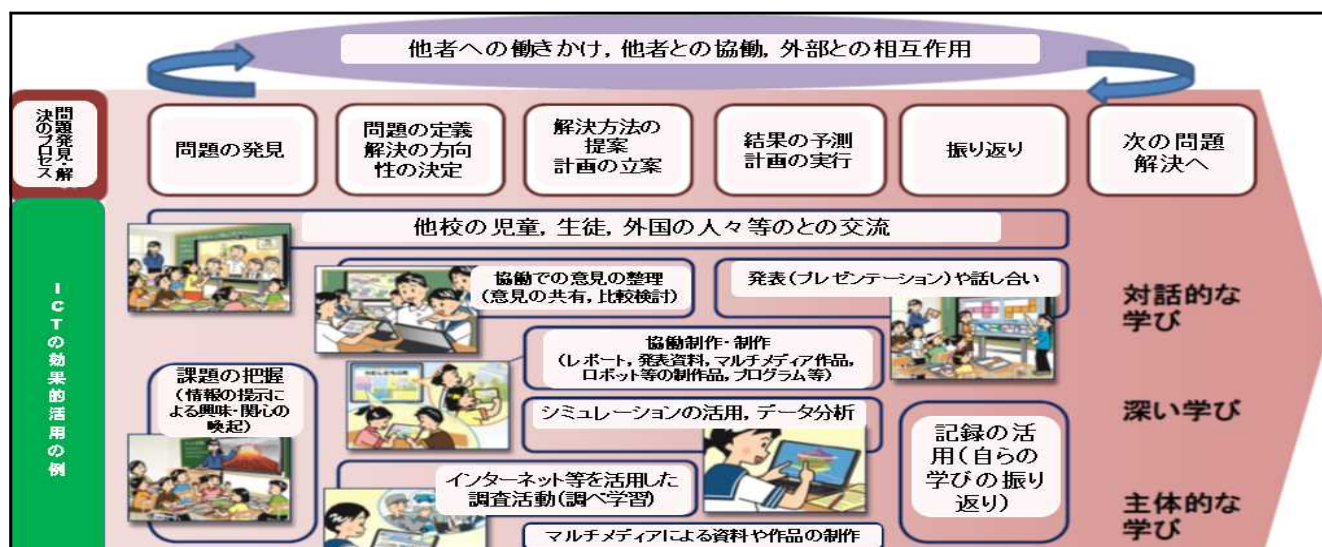 他者への働きかけ，他者との協働，外部との相互作用
問題発見・解
決のプロセス
問題の発見
問題の定義
解決の方向
性の決定
解決方法の
提案
計画の立案
結果の予測
計画の実行
振り返り
次の問題
解決へ
ICTの効果的活用の例
他校の児童，生徒，外国の人々等のとの交流
協働での意見の整理
(意見の共有，比較検討)
発表(プレゼンテーション)や話し合い
対話的な
学び
協働制作・制作
(レポート，発表資料，マルチメディア作品，
ロボット等の制作品，プログラム等)
課題の把握
(情報の提示に
よる興味・関心の
喚起)
シミュレーションの活用，データ分析
深い学び
記録の活
用(自らの
学びの振り
返り)
インターネット等を活用した
調査活動(調べ学習)
主体的な
学び
マルチメディアによる資料や作品の制作